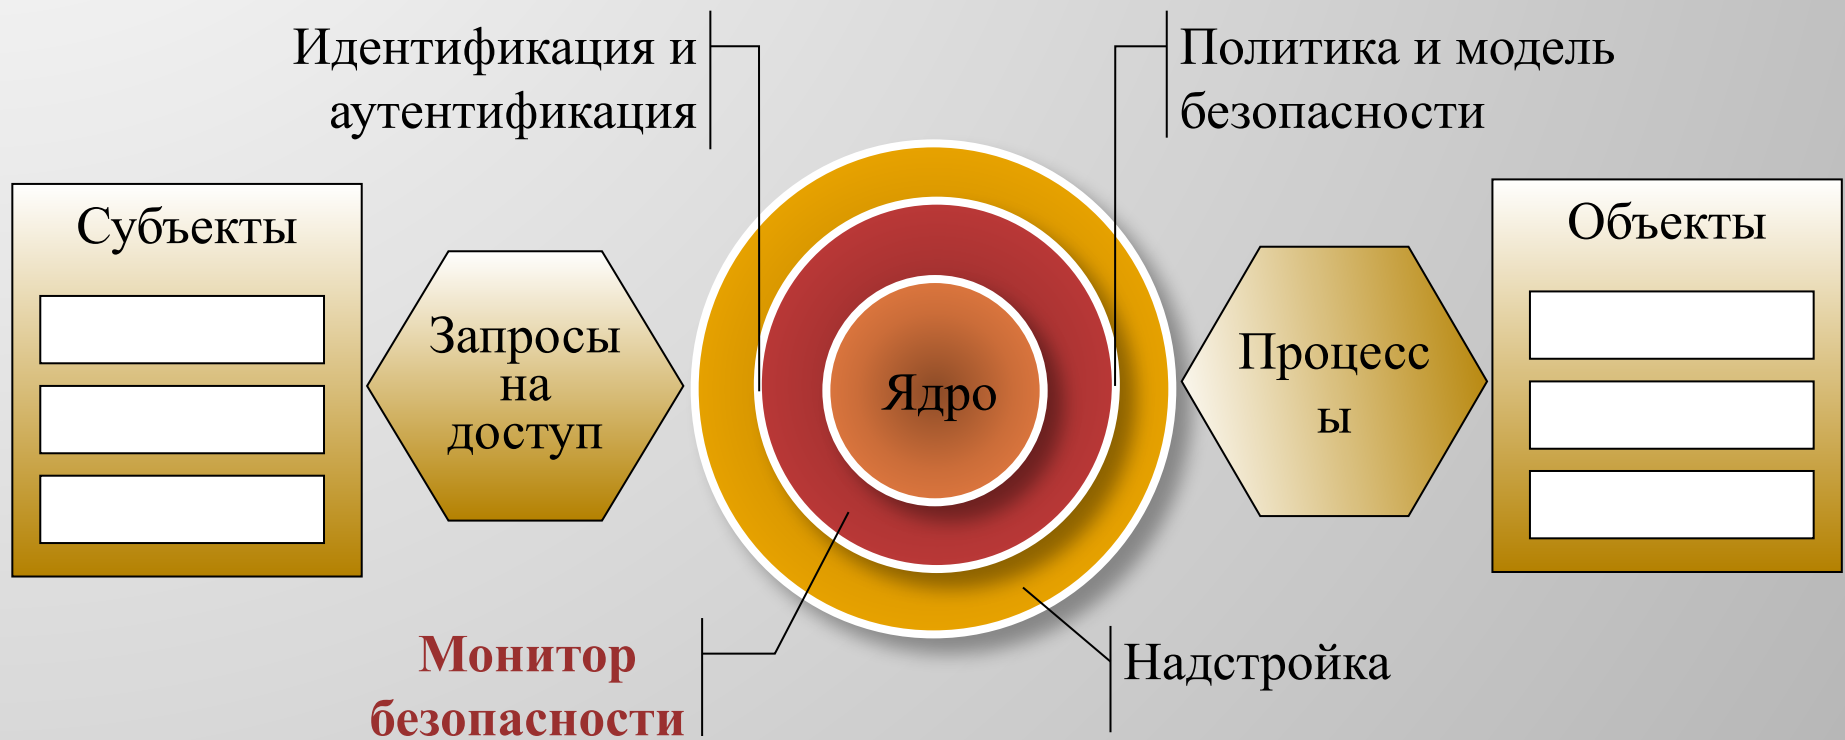 Идентификация и
аутентификация
Политика и модель
безопасности
Субъекты
Запросы
на
доступ
Ядро
Процесс
ы
Объекты
Монитор
безопасности
Надстройка